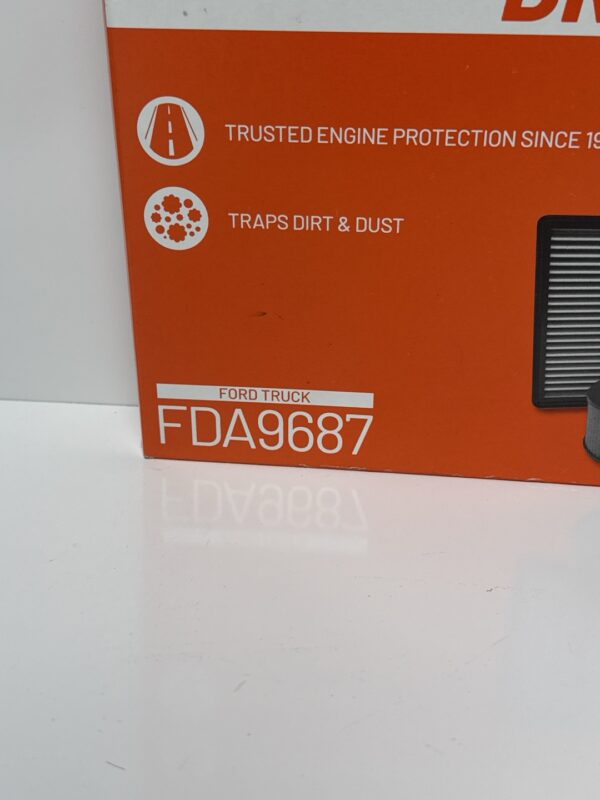 TRUSTED ENGINE PROTECTION SINCE 19
TRAPS DIRT & DUST
FORD TRUCK
FDA9687